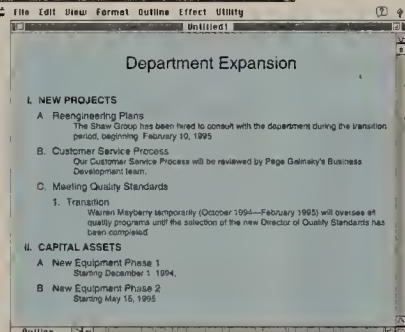 File Edit View Format Outline Effect Utility
Untitled1
Department Expansion
I. NEW PROJECTS
A Reengineering Plans
The Shaw Group has been hired to consult with the department during the transition
period, beginning February 10, 1995
B. Customer Service Process
Our Customer Service Process will be reviewed by Page Galinsky's Business
Development team.
C. Meeting Quality Standards
1. Transition
Warren Mayberry temporarily (October 1994—February 1995) will oversee all
quality programs until the selection of the new Director of Quality Standards has
been completed
II. CAPITAL ASSETS
A New Equipment Phase 1
Starting December 1 1994,
B New Equipment Phase 2
Starting May 15, 1995
Outline